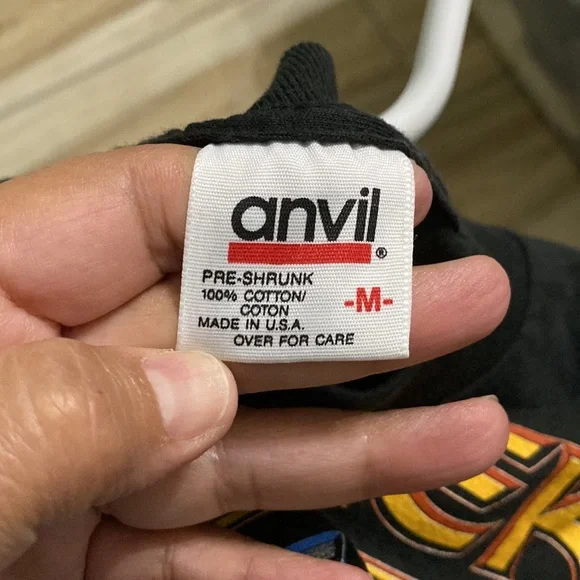 anvil
®
PRE-SHRUNK
100% COTTON/
COTON
-M-
MADE IN U.S.A.
OVER FOR CARE